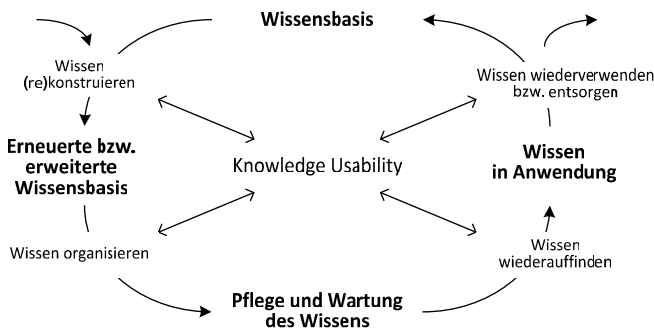 Wissensbasis
Wissen
(re)konstruieren
Wissen wiederverwenden
bzw. entsorgen
Erneuerte bzw.
erweiterte
Wissensbasis
Knowledge Usability
Wissen
in Anwendung
Wissen organisieren
Wissen
wiederauffinden
Pflege und Wartung
des Wissens